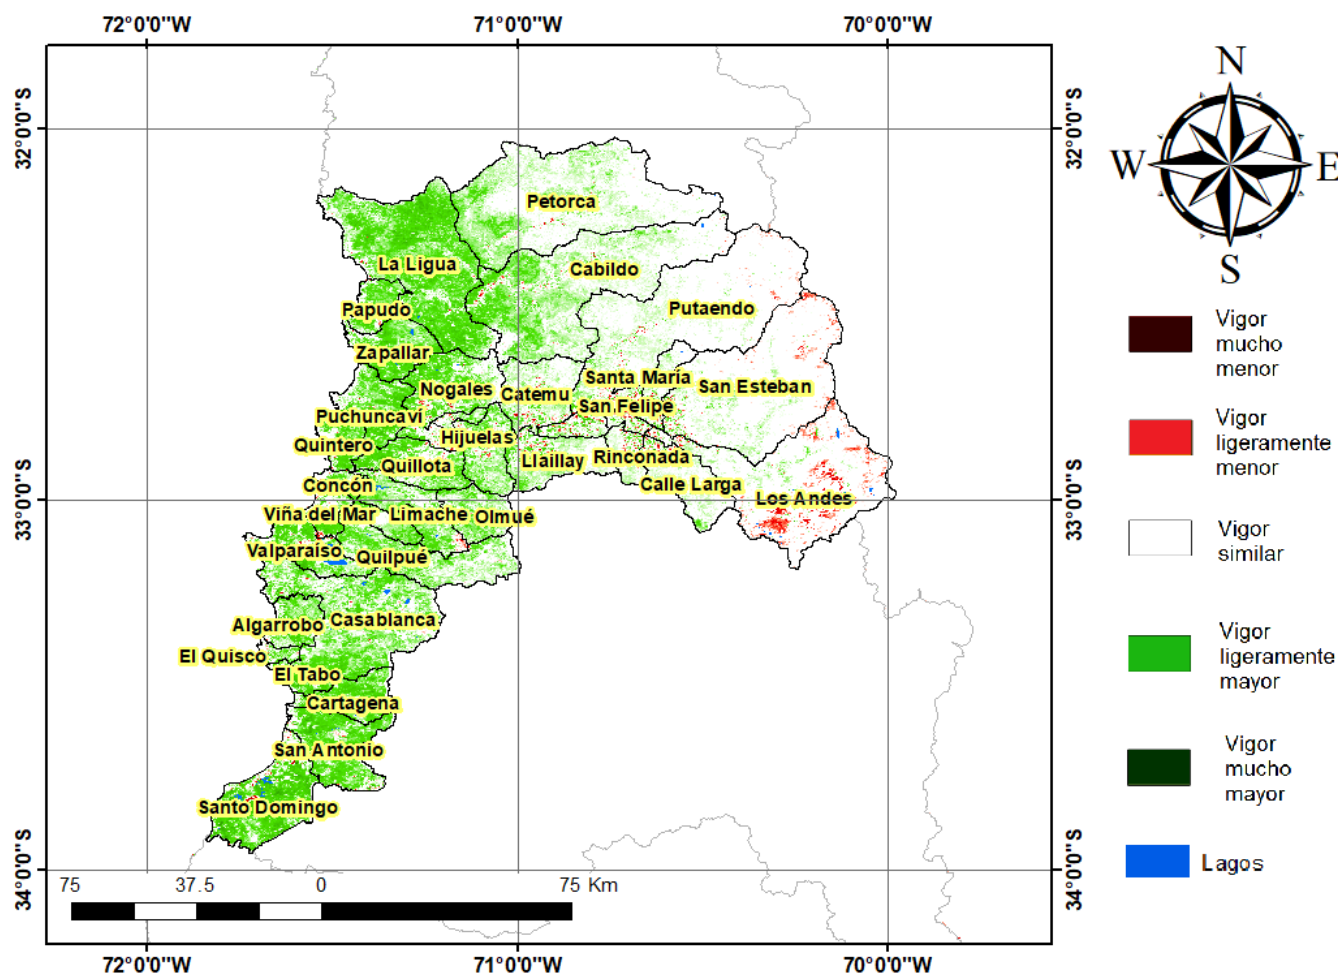 72°0'0"W
71°0'0"W
70°0'0"W
N
W
E
S
32°0'0"S
32°0'0"S
33°0'0"S
33°0'0"S
34°0'0"S
34°0'0"S
Petorca
La Ligua
Cabildo
Papudo
Putaendo
Zapallar
Santa María
San Esteban
Nogales
Catemu
San Felipe
Puchuncaví
Quintero
Hijuelas
Quillota
Llaillay
Rinconada
Concón
Calle Larga
Los Andes
Viña del Mar
Limache
Olmué
Valparaíso
Quilpué
Algarrobo
Casablanca
El Quisco
El Tabo
Cartagena
San Antonio
Santo Domingo
Vigor
mucho
menor
Vigor
ligeramente
menor
Vigor
similar
Vigor
ligeramente
mayor
Vigor
mucho
mayor
Lagos
75
37.5
0
75 Km
72°0'0"W
71°0'0"W
70°0'0"W